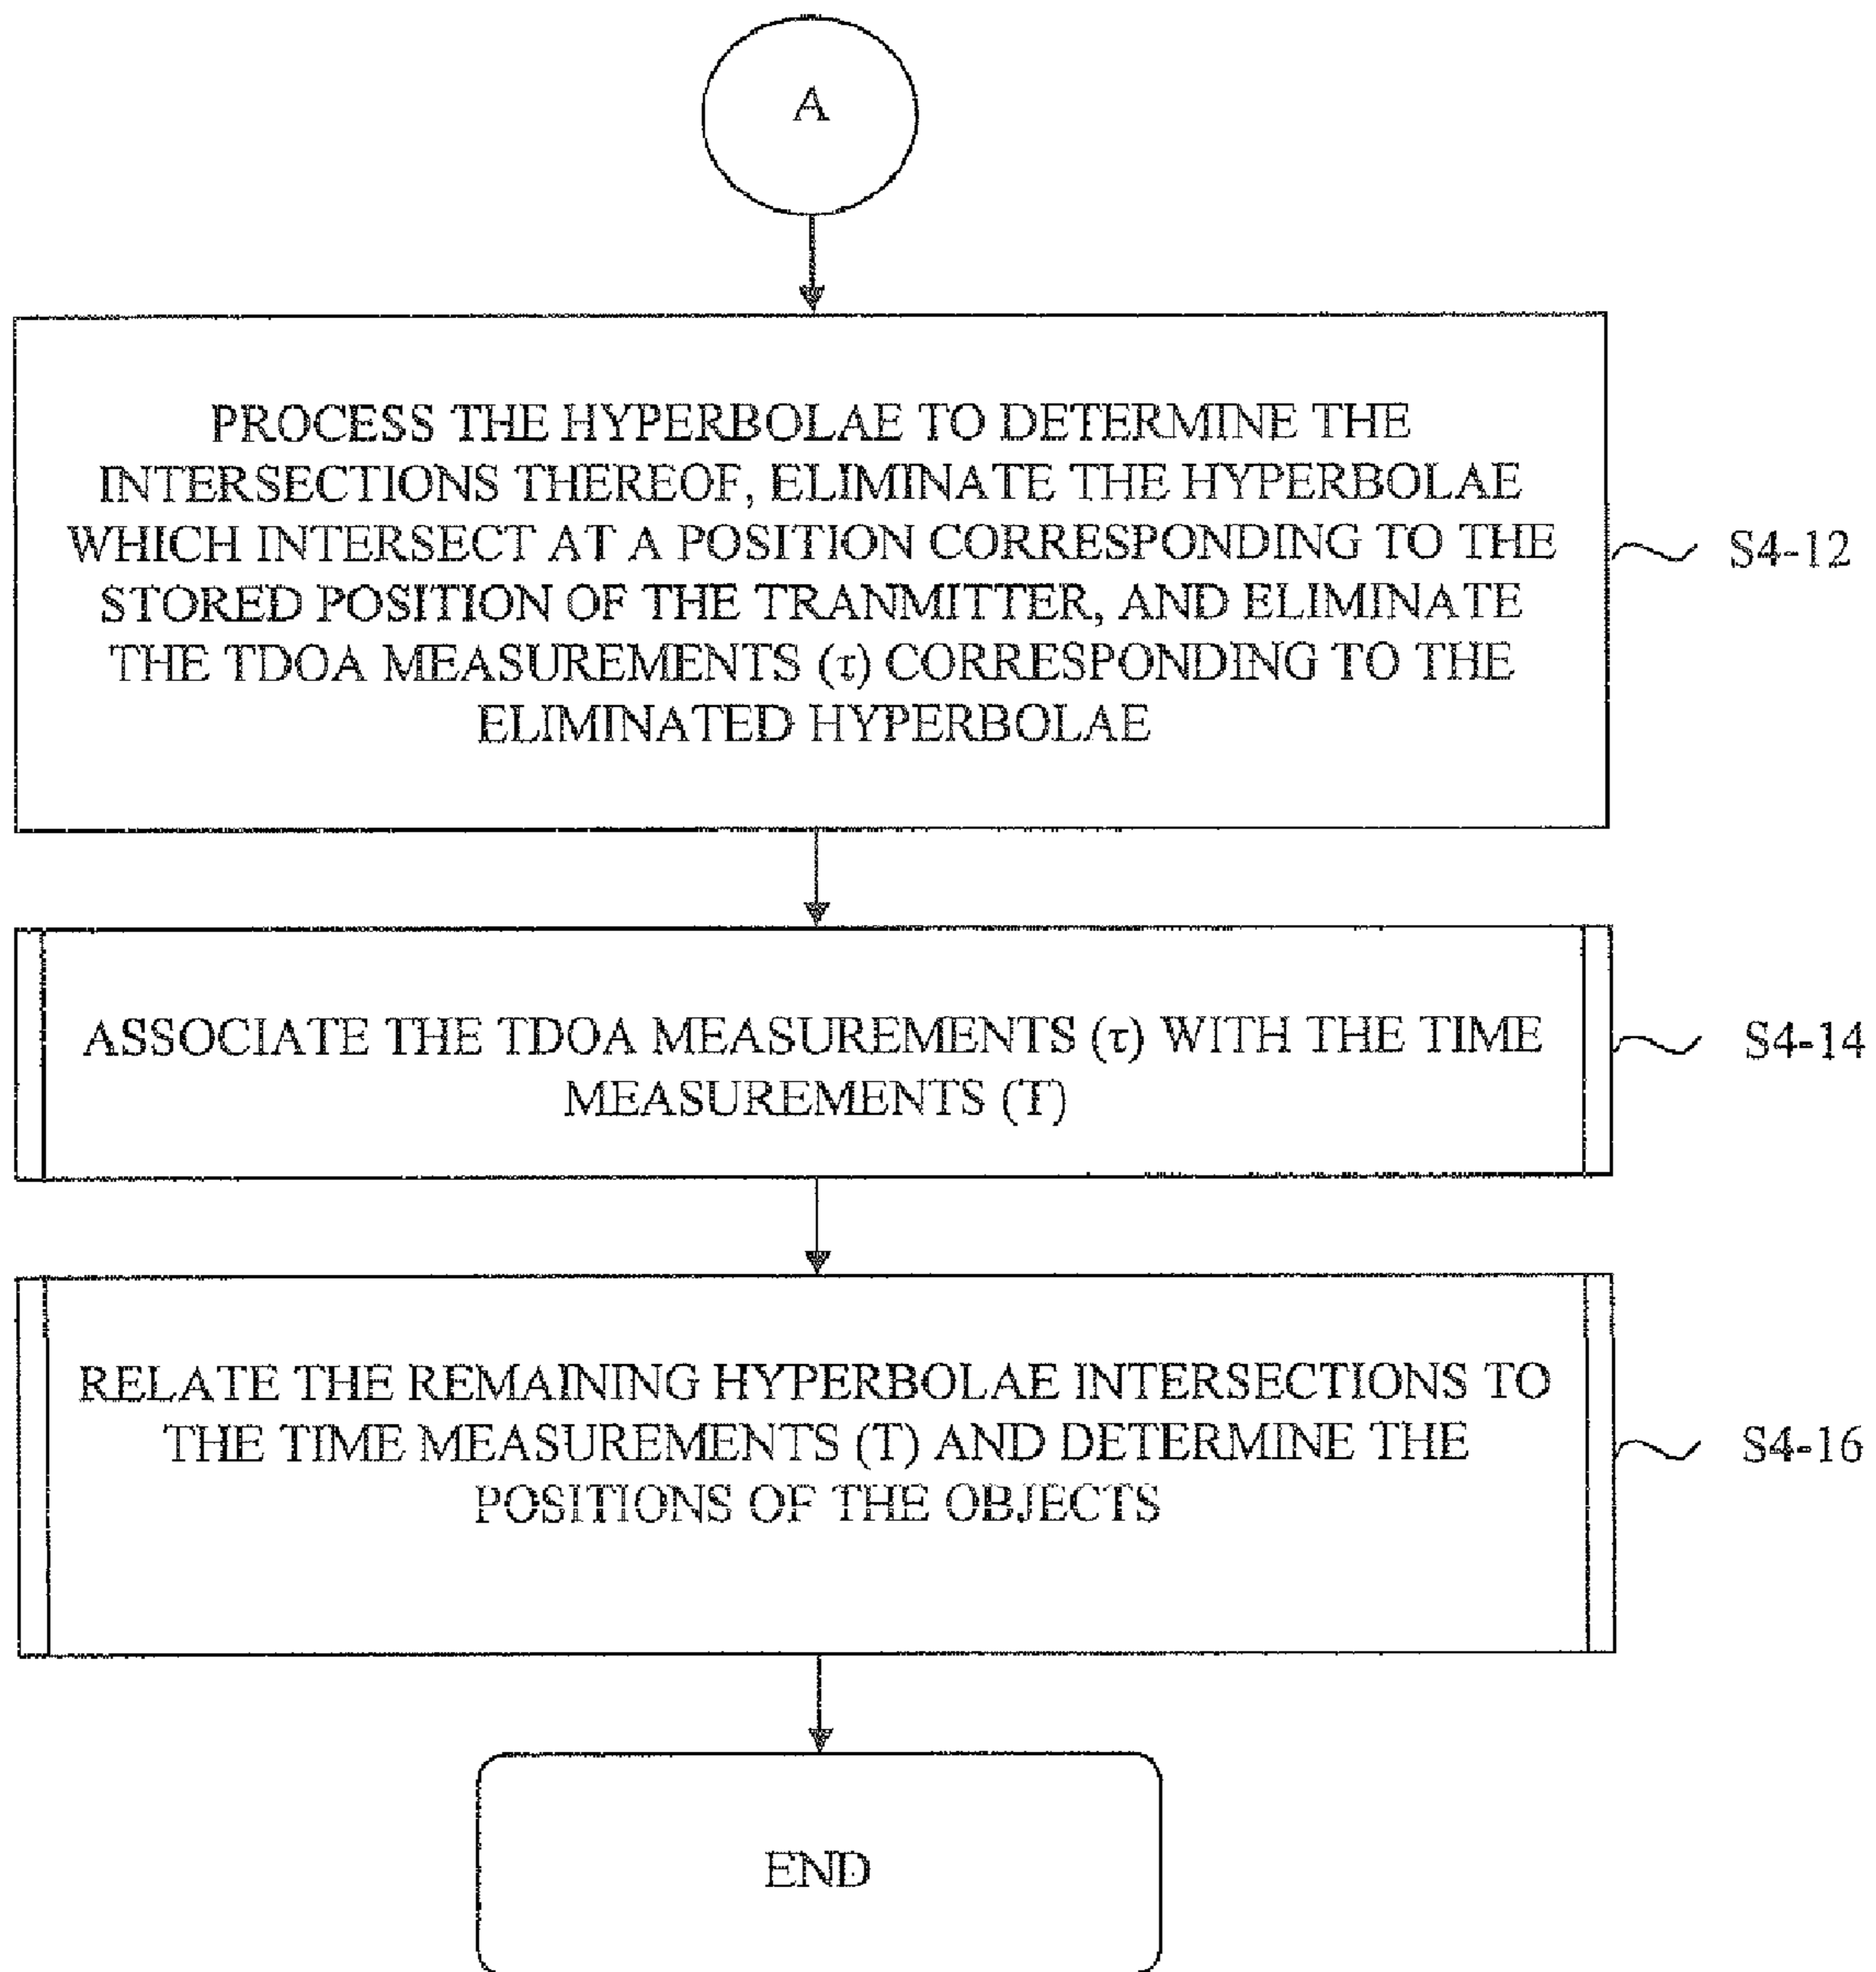 A
PROCESS THE HYPERBOLAE TO DETERMINE THE
INTERSECTIONS THEREOF, ELIMINATE THE HYPERBOLAE
WHICH INTERSECT AT A POSITION CORRESPONDING TO THE
STORED POSITION OF THE TRANMITTER, AND ELIMINATE
THE TDOA MEASUREMENTS (τ) CORRESPONDING TO THE
ELIMINATED HYPERBOLAE
S4-12
ASSOCIATE THE TDOA MEASUREMENTS (τ) WITH THE TIME
MEASUREMENTS (T)
S4-14
RELATE THE REMAINING HYPERBOLAE INTERSECTIONS TO
THE TIME MEASUREMENTS (T) AND DETERMINE THE
POSITIONS OF THE OBJECTS
S4-16
END